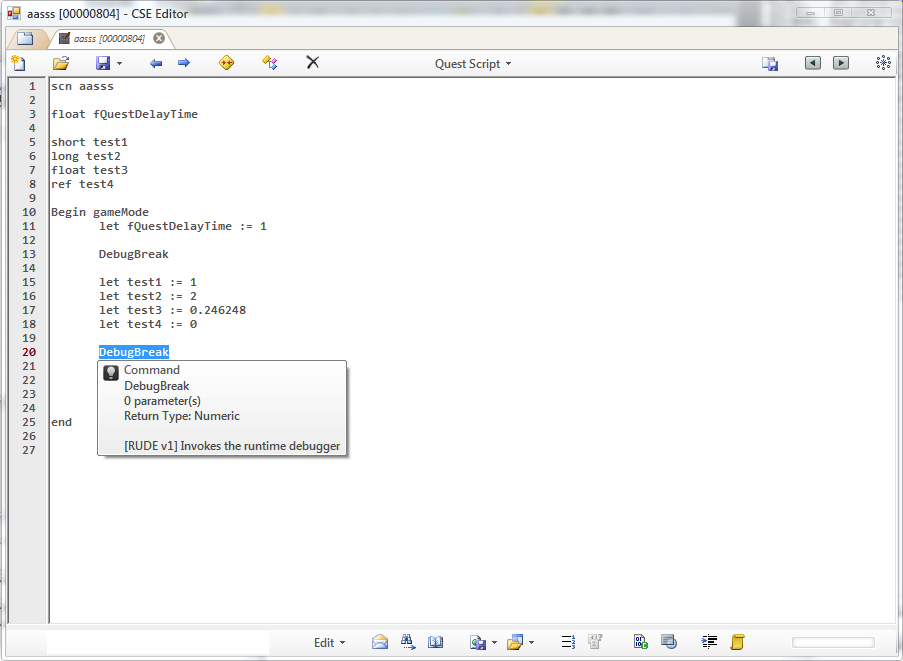 aasss [00000804] - CSE Editor
aasss [00000804]
Quest Script
1 scn aasss
2
3 float fQuestDelayTime
4
5 short test1
6 long test2
7 float test3
8 ref test4
9
10 Begin gameMode
11 let fQuestDelayTime := 1
12
13 DebugBreak
14
15 let test1 := 1
16 let test2 := 2
17 let test3 := 0.246248
18 let test4 := 0
19
20 DebugBreak
21 Command
22 DebugBreak
23 0 parameter(s)
24 Return Type: Numeric
25 end
26 [RUDE v1] Invokes the runtime debugger
27
Edit